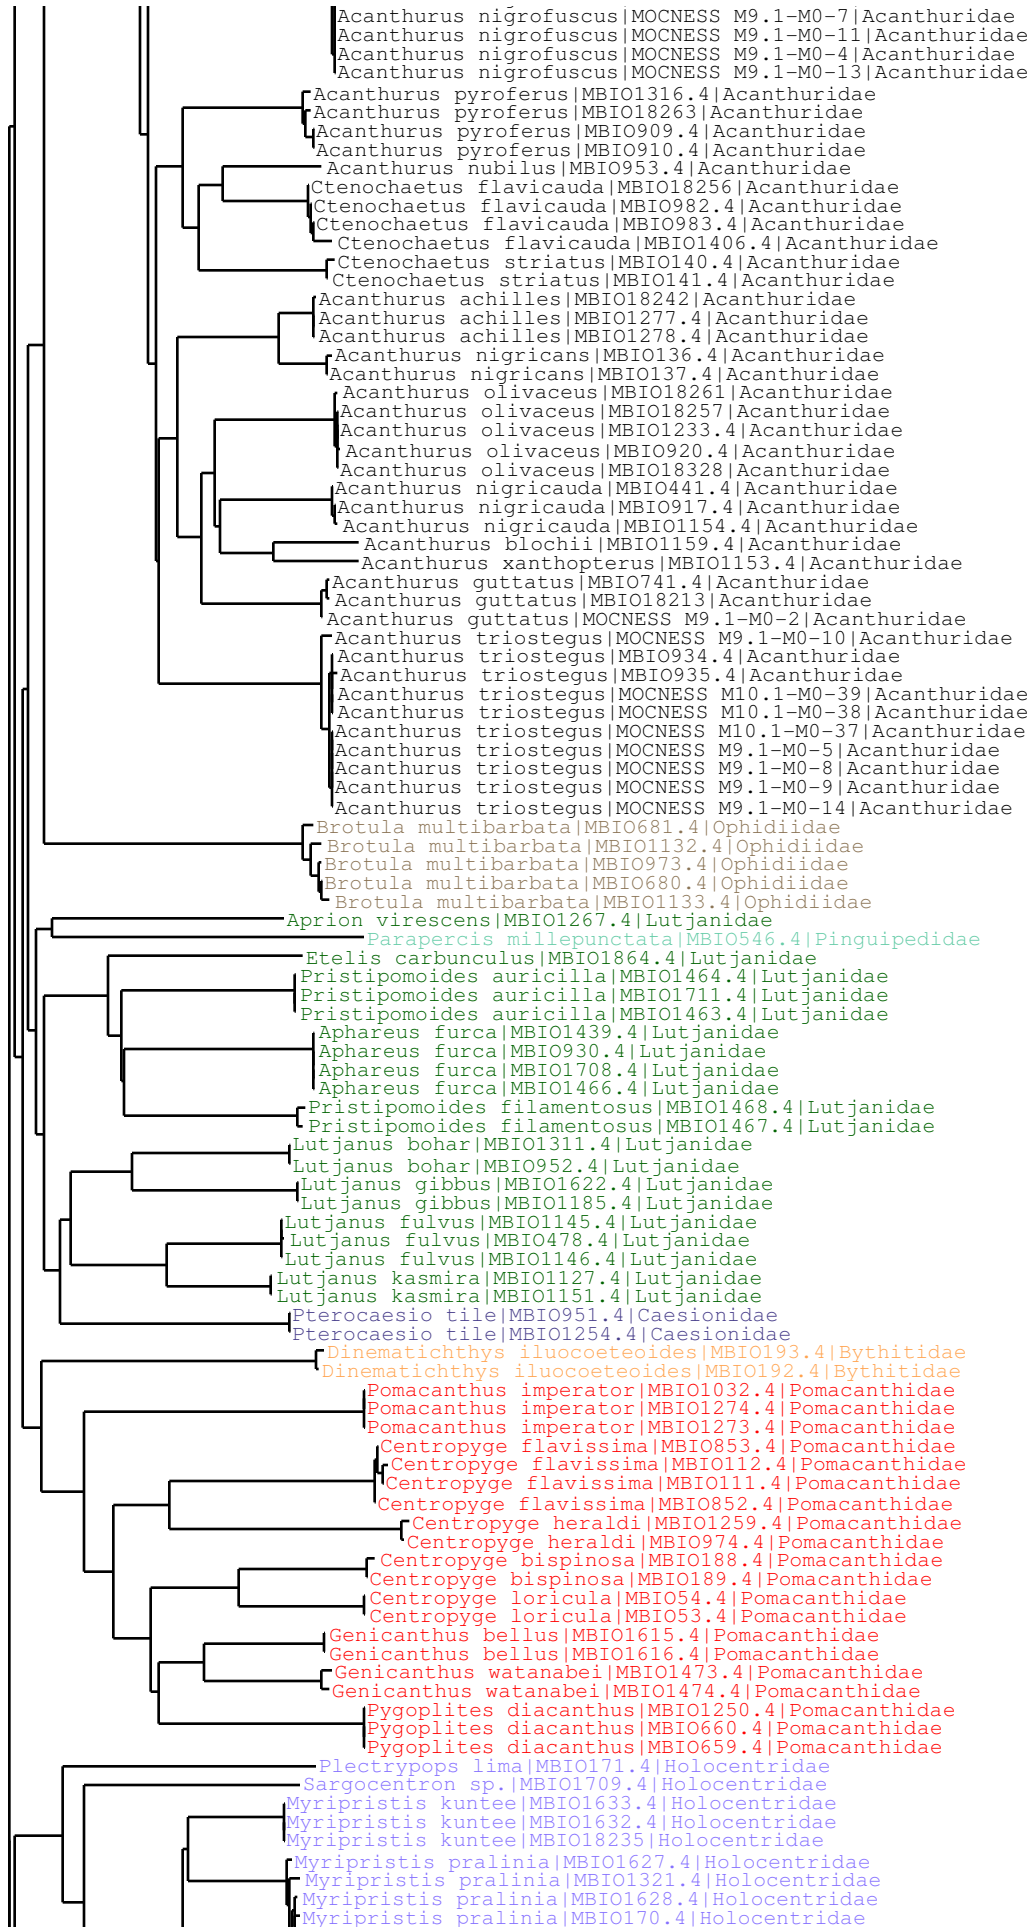 Acanthurus nigrofuscus|MOCNESS M9.1-M0-7|Acanthuridae
Acanthurus nigrofuscus|MOCNESS M9.1-M0-11|Acanthuridae
Acanthurus nigrofuscus|MOCNESS M9.1-M0-4|Acanthuridae
Acanthurus nigrofuscus|MOCNESS M9.1-M0-13|Acanthuridae
Acanthurus pyroferus|MBIO1316.4|Acanthuridae
Acanthurus pyroferus|MBIO18263|Acanthuridae
Acanthurus pyroferus|MBIO909.4|Acanthuridae
Acanthurus pyroferus|MBIO910.4|Acanthuridae
Acanthurus nubilus|MBIO953.4|Acanthuridae
Ctenochaetus flavicauda|MBIO18256|Acanthuridae
Ctenochaetus flavicauda|MBIO982.4|Acanthuridae
Ctenochaetus flavicauda|MBIO983.4|Acanthuridae
Ctenochaetus flavicauda|MBIO1406.4|Acanthuridae
Ctenochaetus striatus|MBIO140.4|Acanthuridae
Ctenochaetus striatus|MBIO141.4|Acanthuridae
Acanthurus achilles|MBIO18242|Acanthuridae
Acanthurus achilles|MBIO1277.4|Acanthuridae
Acanthurus achilles|MBIO1278.4|Acanthuridae
Acanthurus nigricans|MBIO136.4|Acanthuridae
Acanthurus nigricans|MBIO137.4|Acanthuridae
Acanthurus olivaceus|MBIO18261|Acanthuridae
Acanthurus olivaceus|MBIO18257|Acanthuridae
Acanthurus olivaceus|MBIO1233.4|Acanthuridae
Acanthurus olivaceus|MBIO920.4|Acanthuridae
Acanthurus olivaceus|MBIO18328|Acanthuridae
Acanthurus nigricauda|MBIO441.4|Acanthuridae
Acanthurus nigricauda|MBIO917.4|Acanthuridae
Acanthurus nigricauda|MBIO1154.4|Acanthuridae
Acanthurus blochii|MBIO1159.4|Acanthuridae
Acanthurus xanthopterus|MBIO1153.4|Acanthuridae
Acanthurus guttatus|MBIO741.4|Acanthuridae
Acanthurus guttatus|MBIO18213|Acanthuridae
Acanthurus guttatus|MOCNESS M9.1-M0-2|Acanthuridae
Acanthurus triostegus|MOCNESS M9.1-M0-10|Acanthuridae
Acanthurus triostegus|MBIO934.4|Acanthuridae
Acanthurus triostegus|MBIO935.4|Acanthuridae
Acanthurus triostegus|MOCNESS M10.1-M0-39|Acanthuridae
Acanthurus triostegus|MOCNESS M10.1-M0-38|Acanthuridae
Acanthurus triostegus|MOCNESS M10.1-M0-37|Acanthuridae
Acanthurus triostegus|MOCNESS M9.1-M0-5|Acanthuridae
Acanthurus triostegus|MOCNESS M9.1-M0-8|Acanthuridae
Acanthurus triostegus|MOCNESS M9.1-M0-9|Acanthuridae
Acanthurus triostegus|MOCNESS M9.1-M0-14|Acanthuridae
Brotula multibarbata|MBIO681.4|Ophidiidae
Brotula multibarbata|MBIO1132.4|Ophidiidae
Brotula multibarbata|MBIO973.4|Ophidiidae
Brotula multibarbata|MBIO680.4|Ophidiidae
Brotula multibarbata|MBIO1133.4|Ophidiidae
Aprion virescens|MBIO1267.4|Lutjanidae
Parapercis millepunctata|MBIO546.4|Pinguipedidae
Etelis carbunculus|MBIO1864.4|Lutjanidae
Pristipomoides auricilla|MBIO1464.4|Lutjanidae
Pristipomoides auricilla|MBIO1711.4|Lutjanidae
Pristipomoides auricilla|MBIO1463.4|Lutjanidae
Aphareus furca|MBIO1439.4|Lutjanidae
Aphareus furca|MBIO930.4|Lutjanidae
Aphareus furca|MBIO1708.4|Lutjanidae
Aphareus furca|MBIO1466.4|Lutjanidae
Pristipomoides filamentosus|MBIO1468.4|Lutjanidae
Pristipomoides filamentosus|MBIO1467.4|Lutjanidae
Lutjanus bohar|MBIO1311.4|Lutjanidae
Lutjanus bohar|MBIO952.4|Lutjanidae
Lutjanus gibbus|MBIO1622.4|Lutjanidae
Lutjanus gibbus|MBIO1185.4|Lutjanidae
Lutjanus fulvus|MBIO1145.4|Lutjanidae
Lutjanus fulvus|MBIO478.4|Lutjanidae
Lutjanus fulvus|MBIO1146.4|Lutjanidae
Lutjanus kasmira|MBIO1127.4|Lutjanidae
Lutjanus kasmira|MBIO1151.4|Lutjanidae
Pterocaesio tile|MBIO951.4|Caesionidae
Pterocaesio tile|MBIO1254.4|Caesionidae
Dinematichthys iluocoeteoides|MBIO193.4|Bythitidae
Dinematichthys iluocoeteoides|MBIO192.4|Bythitidae
Pomacanthus imperator|MBIO1032.4|Pomacanthidae
Pomacanthus imperator|MBIO1274.4|Pomacanthidae
Pomacanthus imperator|MBIO1273.4|Pomacanthidae
Centropyge flavissima|MBIO853.4|Pomacanthidae
Centropyge flavissima|MBIO112.4|Pomacanthidae
Centropyge flavissima|MBIO111.4|Pomacanthidae
Centropyge flavissima|MBIO852.4|Pomacanthidae
Centropyge heraldi|MBIO1259.4|Pomacanthidae
Centropyge heraldi|MBIO974.4|Pomacanthidae
Centropyge bispinosa|MBIO188.4|Pomacanthidae
Centropyge bispinosa|MBIO189.4|Pomacanthidae
Centropyge loricula|MBIO54.4|Pomacanthidae
Centropyge loricula|MBIO53.4|Pomacanthidae
Genicanthus bellus|MBIO1615.4|Pomacanthidae
Genicanthus bellus|MBIO1616.4|Pomacanthidae
Genicanthus watanabei|MBIO1473.4|Pomacanthidae
Genicanthus watanabei|MBIO1474.4|Pomacanthidae
Pygoplites diacanthus|MBIO1250.4|Pomacanthidae
Pygoplites diacanthus|MBIO660.4|Pomacanthidae
Pygoplites diacanthus|MBIO659.4|Pomacanthidae
Plectrypops lima|MBIO171.4|Holocentridae
Sargocentron sp.|MBIO1709.4|Holocentridae
Myripristis kuntee|MBIO1633.4|Holocentridae
Myripristis kuntee|MBIO1632.4|Holocentridae
Myripristis kuntee|MBIO18235|Holocentridae
Myripristis pralinia|MBIO1627.4|Holocentridae
Myripristis pralinia|MBIO1321.4|Holocentridae
Myripristis pralinia|MBIO1628.4|Holocentridae
Myripristis pralinia|MBIO170.4|Holocentridae